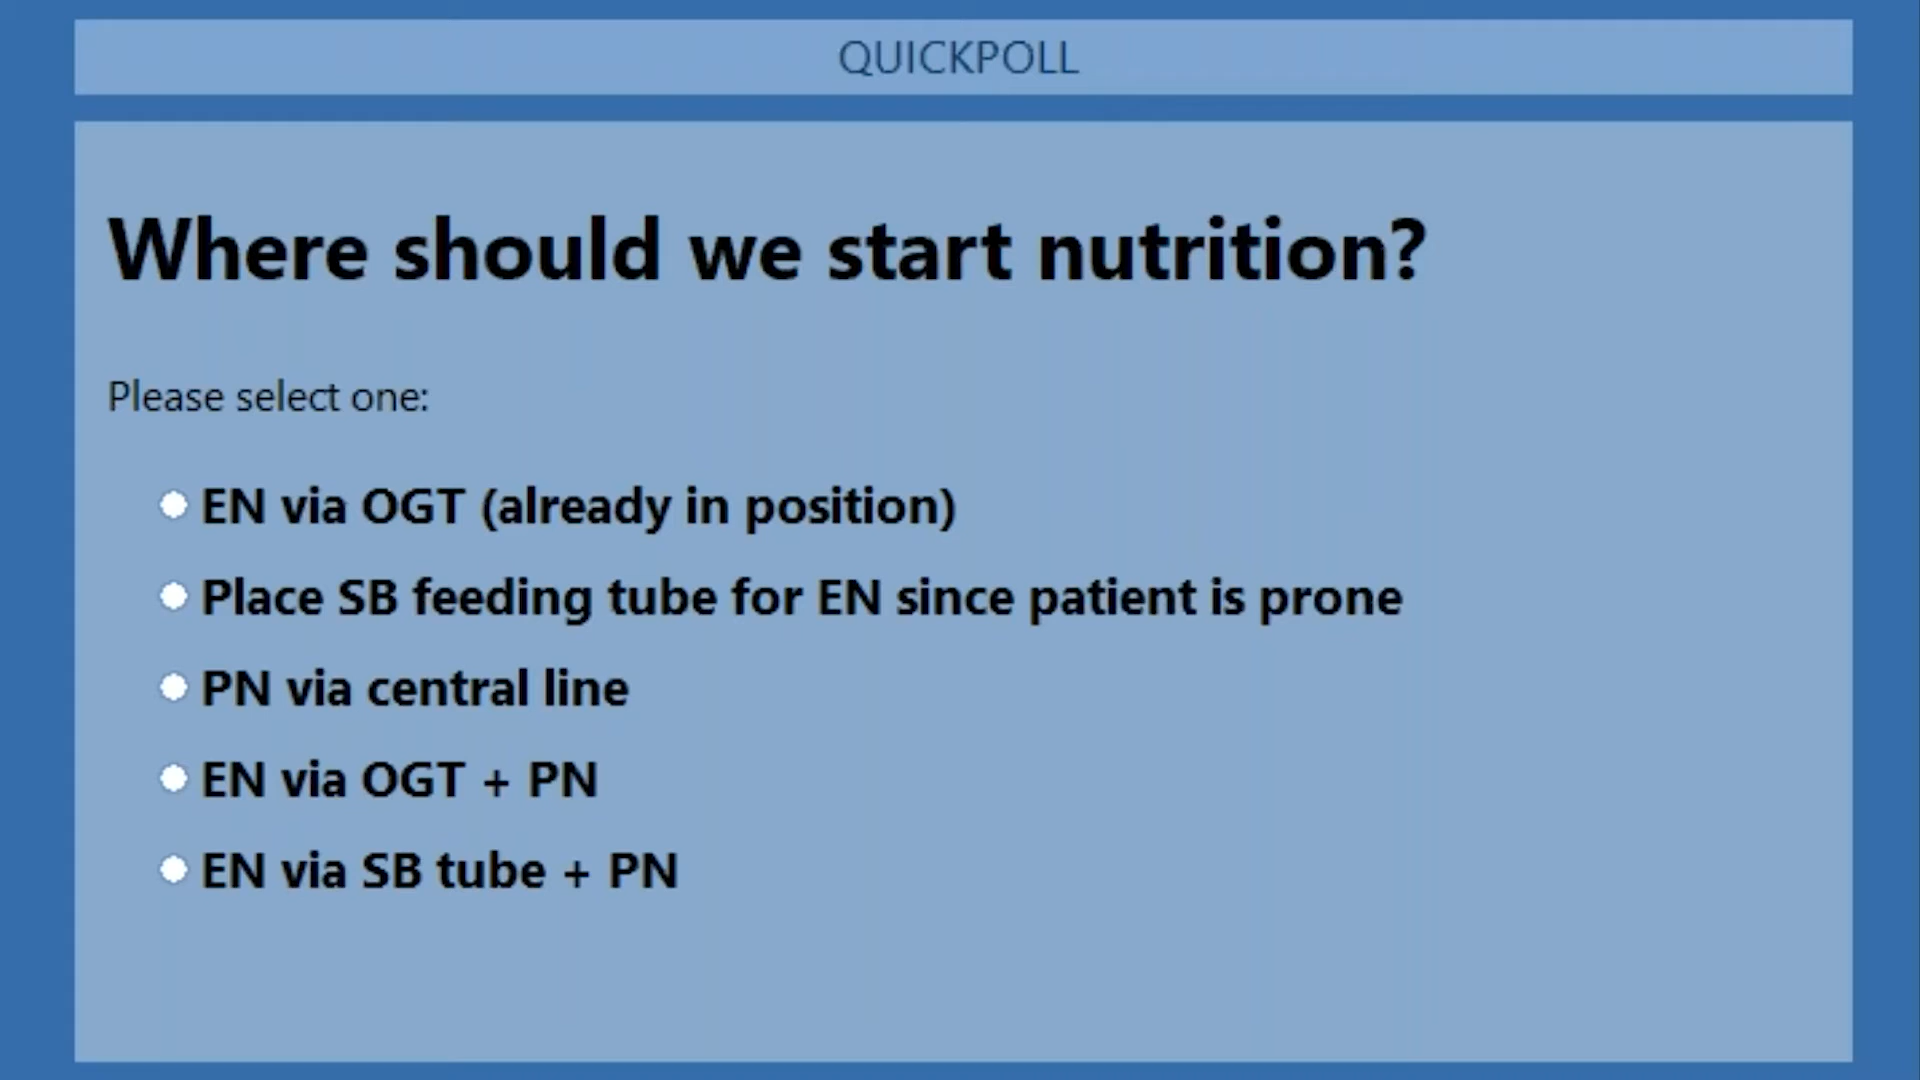 QUICKPOLL
Where should we start nutrition?
Please select one:
EN via OGT (already in position)
Place SB feeding tube for EN since patient is prone
PN via central line
EN via OGT + PN
EN via SB tube + PN